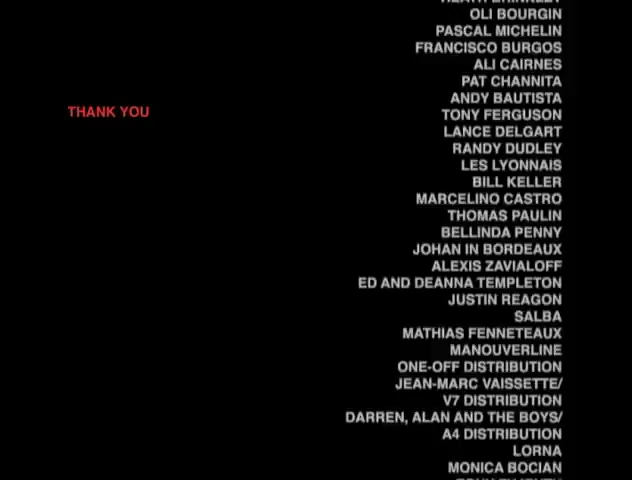 OLI BOURGIN
PASCAL MICHELIN
FRANCISCO BURGOS
ALI CAIRNES
PAT CHANNITA
ANDY BAUTISTA
THANK YOU
TONY FERGUSON
LANCE DELGART
RANDY DUDLEY
LES LYONNAIS
BILL KELLER
MARCELINO CASTRO
THOMAS PAULIN
BELLINDA PENNY
JOHAN IN BORDEAUX
ALEXIS ZAVIALOFF
ED AND DEANNA TEMPLETON
JUSTIN REAGON
SALBA
MATHIAS FENNETEAUX
MANOUVERLINE
ONE-OFF DISTRIBUTION
JEAN-MARC VAISSETTE/
V7 DISTRIBUTION
DARREN, ALAN AND THE BOYS/
A4 DISTRIBUTION
LORNA
MONICA BOCIAN